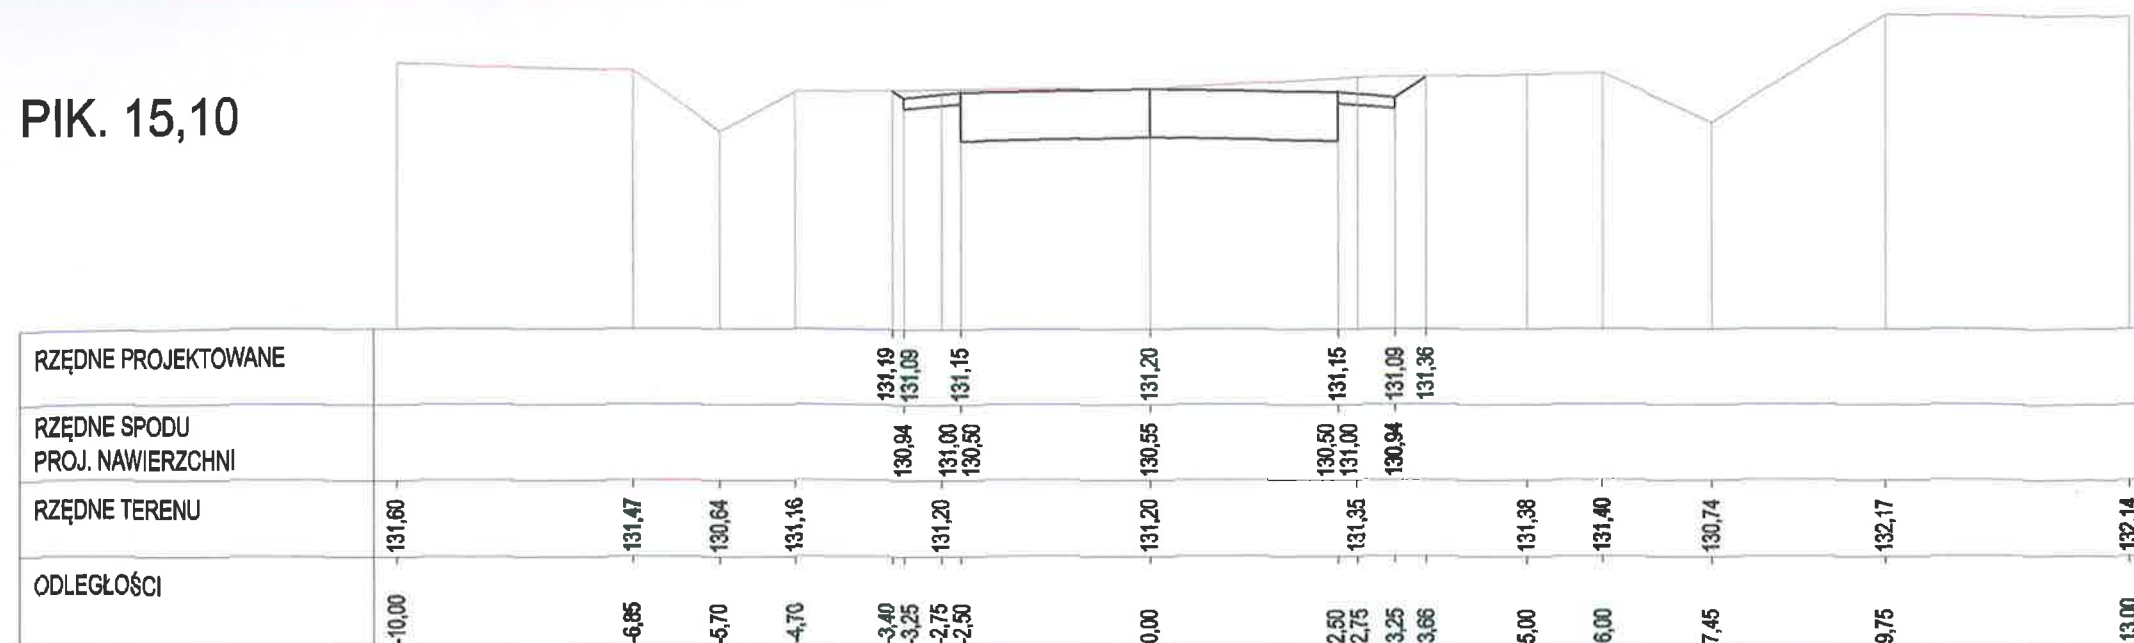 PIK. 15,10
RZĘDNE PROJEKTOWANE
131,19 131,09 131,15 131,20 131,15 131,09 131,36
RZĘDNE SPODU
PROJ. NAWIERZCHNI
130,94 131,00 130,50 130,55 130,50 131,00 130,94
RZĘDNE TERENU
131,60 131,47 130,64 131,16 131,20 131,20 131,35 131,38 131,40 130,74 132,17 132,14
ODLEGŁOŚCI
-10,00 -6,85 -5,70 -4,70 -3,40 -3,25 -2,75 -2,50 0,00 2,50 2,75 3,25 3,66 5,00 6,00 7,45 9,75 13,00